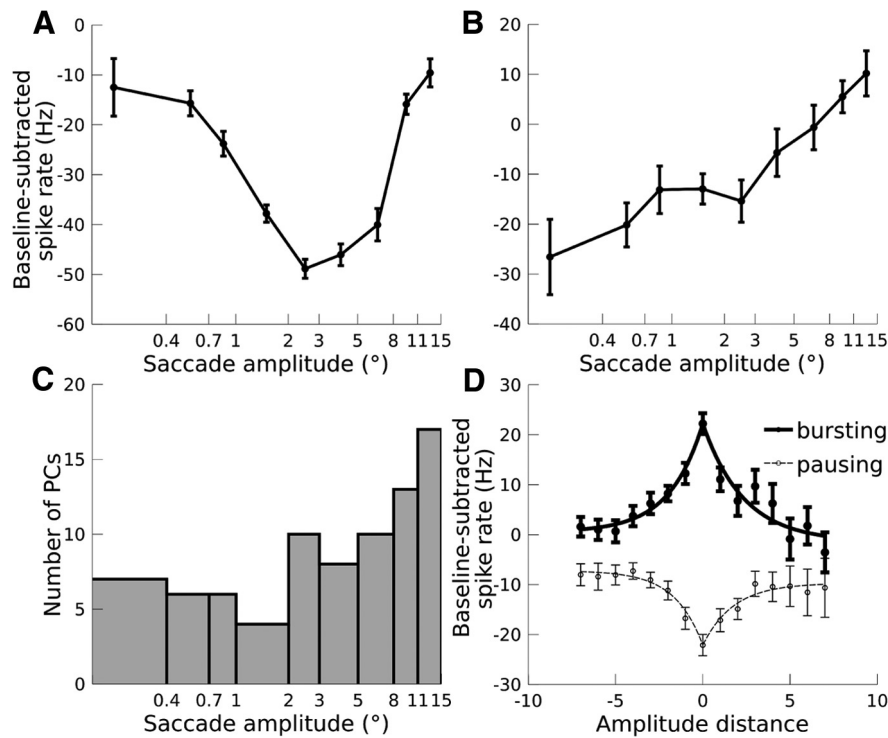 A
0
-10
-20
-30
-40
-50
-60
Baseline-subtracted
spike rate (Hz)
0.4 0.7 1 2 3 5 8 11 15
Saccade amplitude (°)
B
20
10
0
-10
-20
-30
-40
0.4 0.7 1 2 3 5 8 11 15
Saccade amplitude (°)
C
20
15
10
5
0
Number of PCs
0.4 0.7 1 2 3 5 8 11 15
Saccade amplitude (°)
D
30
20
10
0
-10
-20
-30
Baseline-subtracted
spike rate (Hz)
bursting
pausing
-10 -5 0 5 10
Amplitude distance